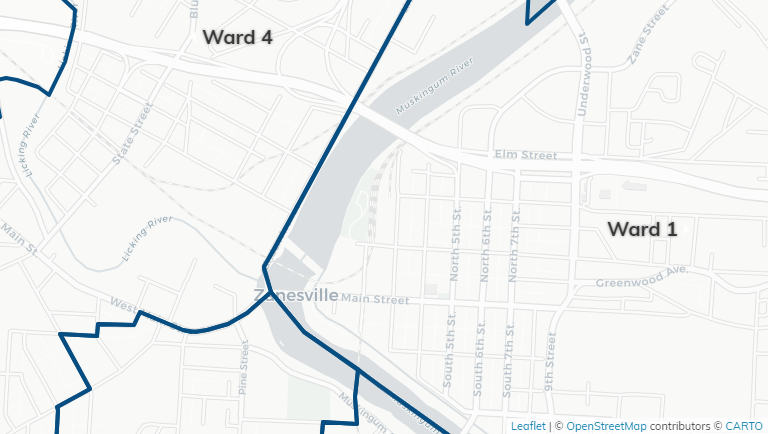 Ward 4
Muskingum River
Underwood St
Zane Street
Licking River
State Street
Elm Street
Ward 1
Main St.
Licking River
North 5th St.
North 6th St.
North 7th St.
Greenwood Ave.
Zanesville
Main Street
West Main
South 5th St.
South 6th St.
South 7th St.
9th Street
Pine Street
Muskingum
Muskingum
Leaflet | © OpenStreetMap contributors © CARTO